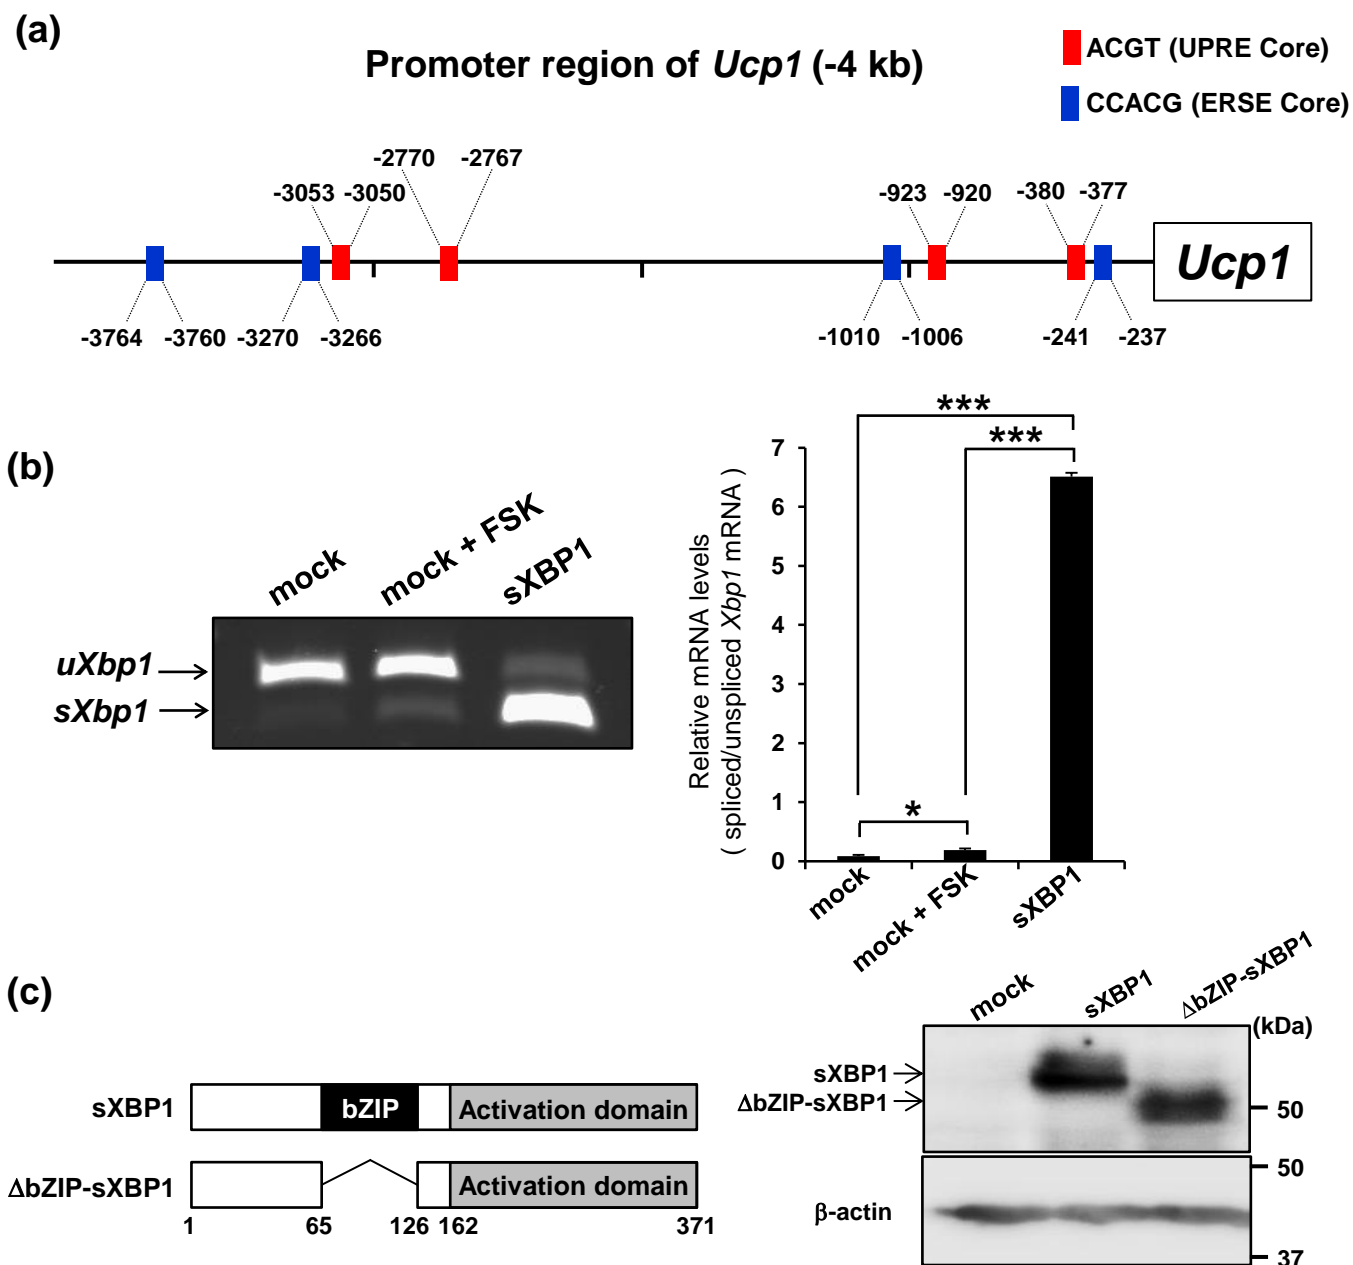 (a)
Promoter region of Ucp1 (-4 kb)
ACGT (UPRE Core)
CCACG (ERSE Core)
-2770 -2767
-3053 -3050
-923 -920
-380 -377
Ucp1
-3764 -3760 -3270 -3266
-1010 -1006
-241 -237
(b)
mock
mock + FSK
sXBP1
uXbp1
sXbp1
Relative mRNA levels
( spliced/unspliced Xbp1 mRNA )
7
6
5
4
3
2
1
0
***
***
*
mock
mock + FSK
sXBP1
(c)
sXBP1
bZIP
Activation domain
ΔbZIP-sXBP1
Activation domain
1 65 126 162 371
mock
sXBP1
ΔbZIP-sXBP1
(kDa)
sXBP1
ΔbZIP-sXBP1
50
50
β-actin
37